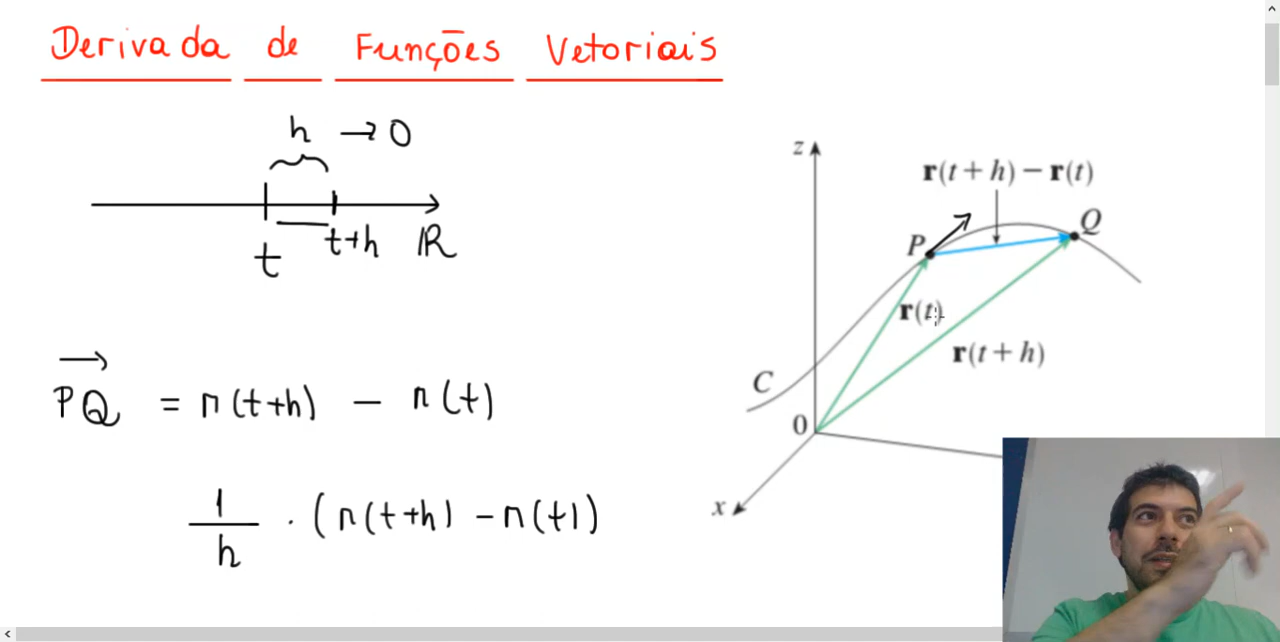 Derivada de Funções Vetoriais
h → 0
t t+h ℝ
PQ = r(t+h) - r(t)
1/h · (r(t+h) - r(t))
z
r(t + h) − r(t)
P Q
r(t)
r(t + h)
C
0
x